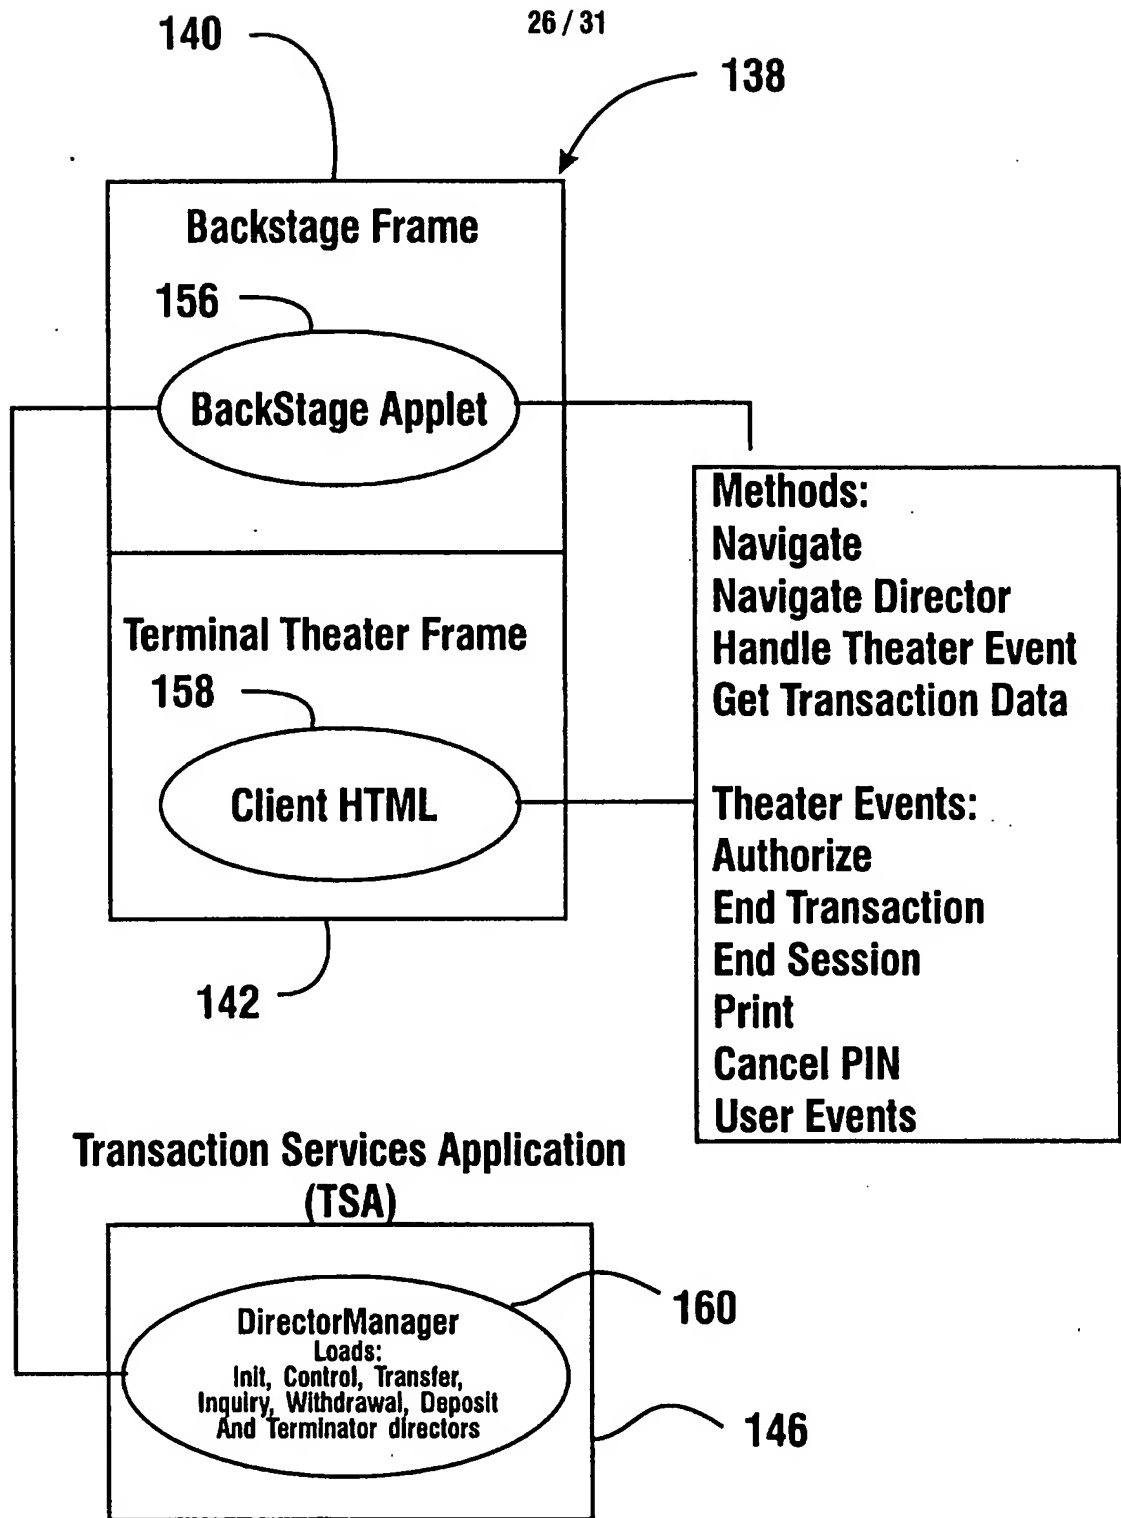 26 / 31
140
138
Backstage Frame
156
BackStage Applet
Methods:
Navigate
Navigate Director
Handle Theater Event
Get Transaction Data
Theater Events:
Authorize
End Transaction
End Session
Print
Cancel PIN
User Events
Terminal Theater Frame
158
Client HTML
142
Transaction Services Application
(TSA)
DirectorManager
Loads:
Init, Control, Transfer,
Inquiry, Withdrawal, Deposit
And Terminator directors
160
146